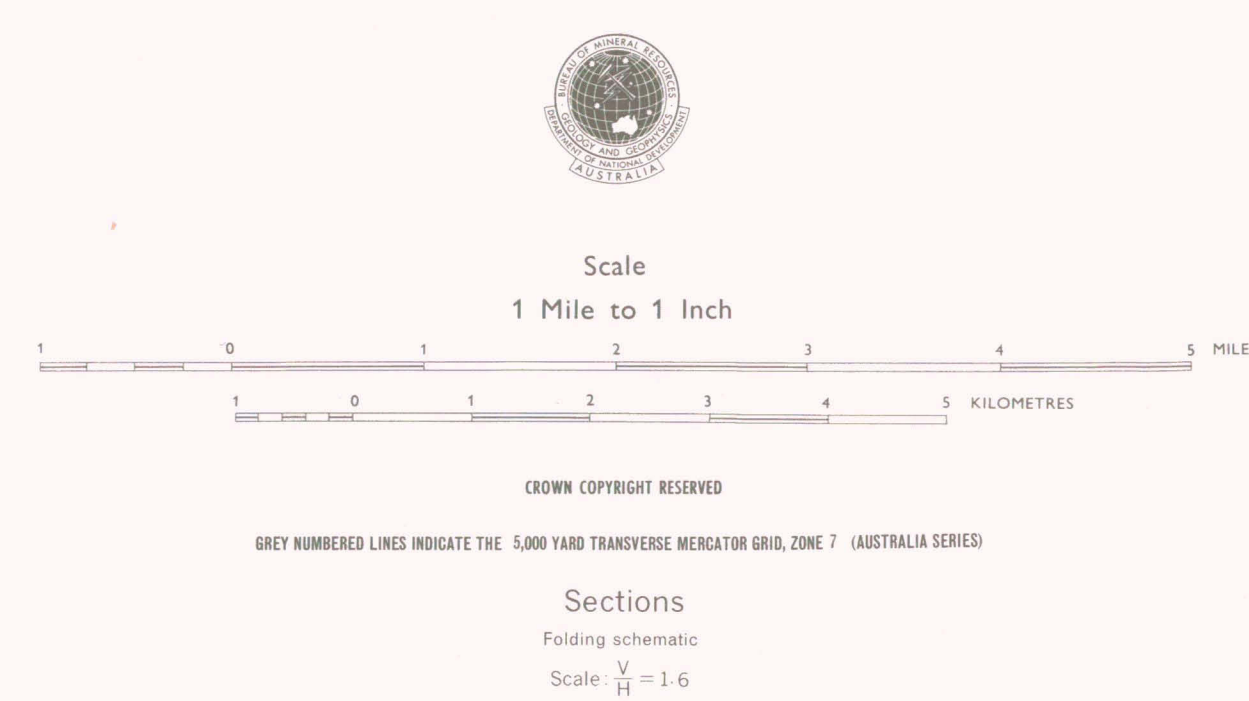 BUREAU OF MINERAL RESOURCES
GEOLOGY AND GEOPHYSICS
DEPARTMENT OF NATIONAL DEVELOPMENT
AUSTRALIA
Scale
1 Mile to 1 Inch
1 0 1 2 3 4 5 MILE
1 0 1 2 3 4 5 KILOMETRES
CROWN COPYRIGHT RESERVED
GREY NUMBERED LINES INDICATE THE 5,000 YARD TRANSVERSE MERCATOR GRID, ZONE 7 (AUSTRALIA SERIES)
Sections
Folding schematic
Scale: V/H = 1·6